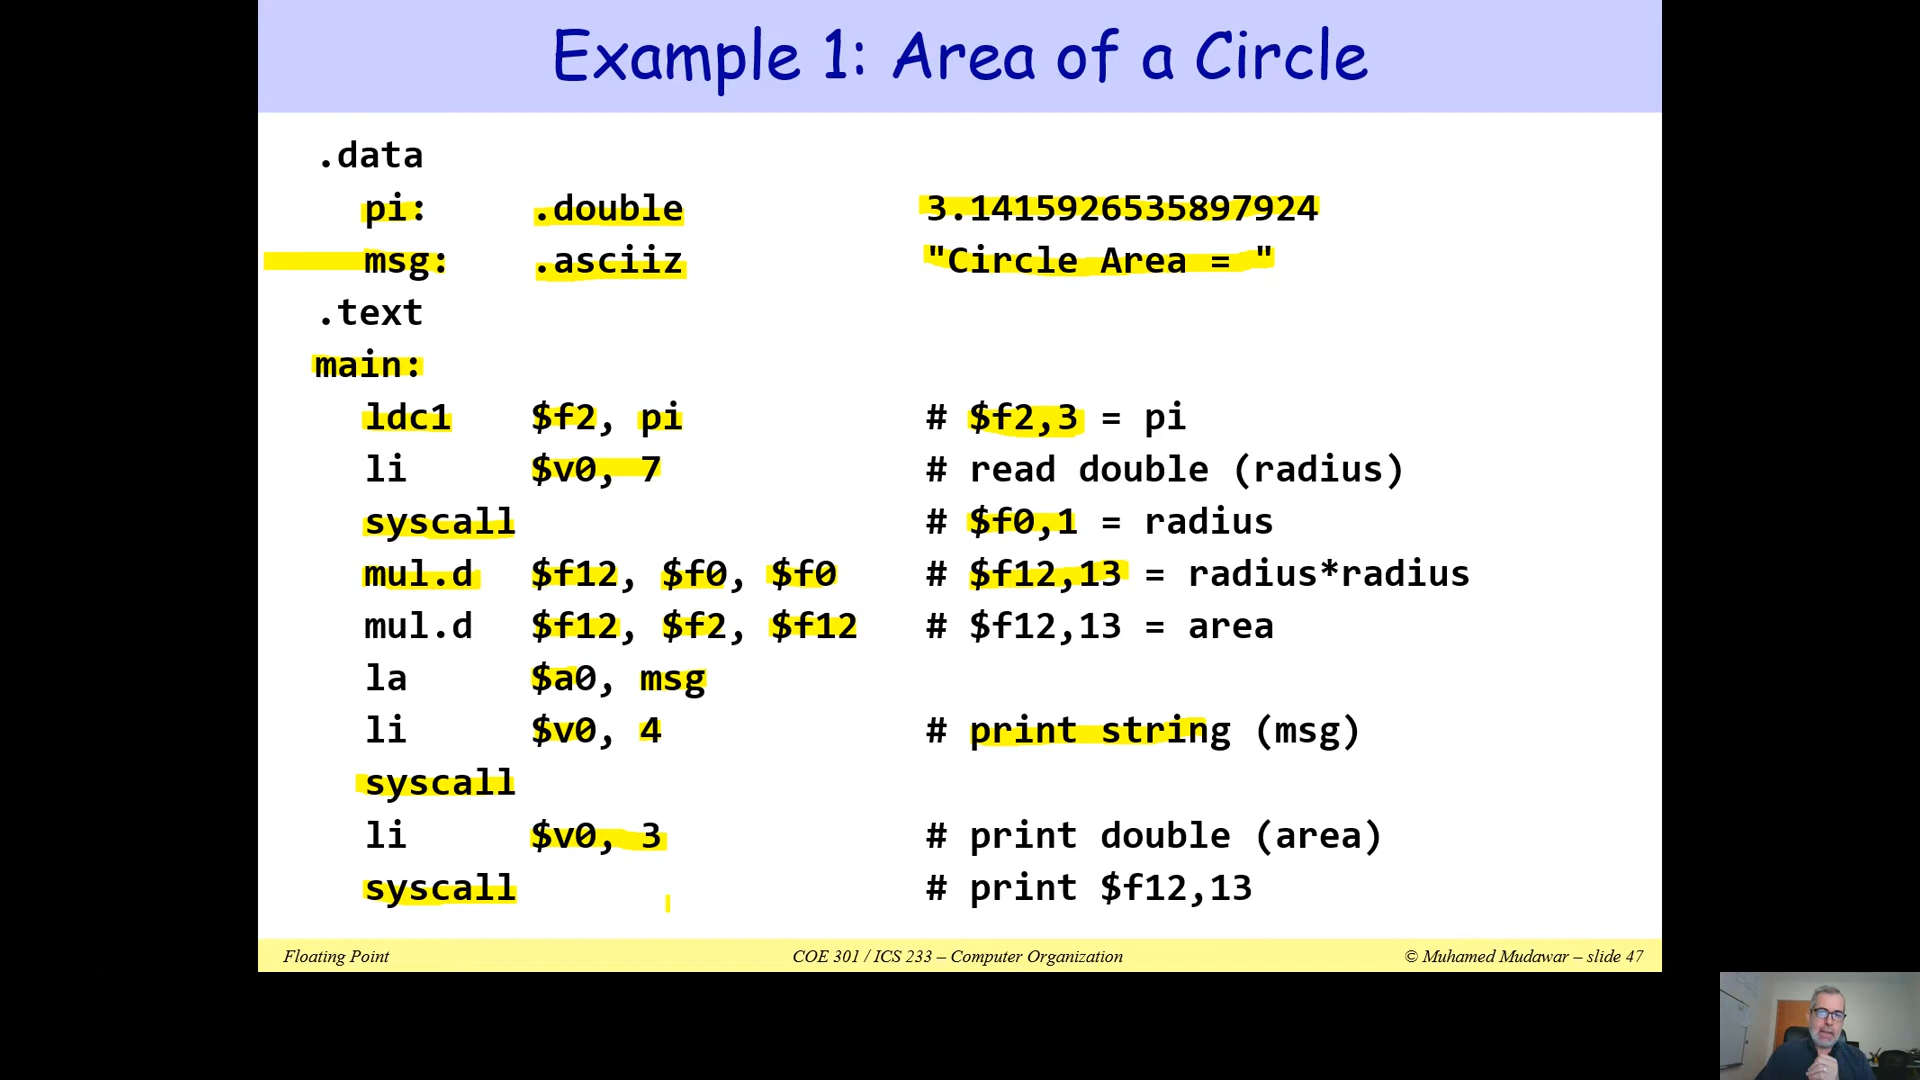 Example 1: Area of a Circle
.data
pi: .double 3.1415926535897924
msg: .asciiz "Circle Area = "
.text
main:
ldc1 $f2, pi # $f2,3 = pi
li $v0, 7 # read double (radius)
syscall # $f0,1 = radius
mul.d $f12, $f0, $f0 # $f12,13 = radius*radius
mul.d $f12, $f2, $f12 # $f12,13 = area
la $a0, msg
li $v0, 4 # print string (msg)
syscall
li $v0, 3 # print double (area)
syscall # print $f12,13
Floating Point COE 301 / ICS 233 – Computer Organization © Muhamed Mudawar – slide 47